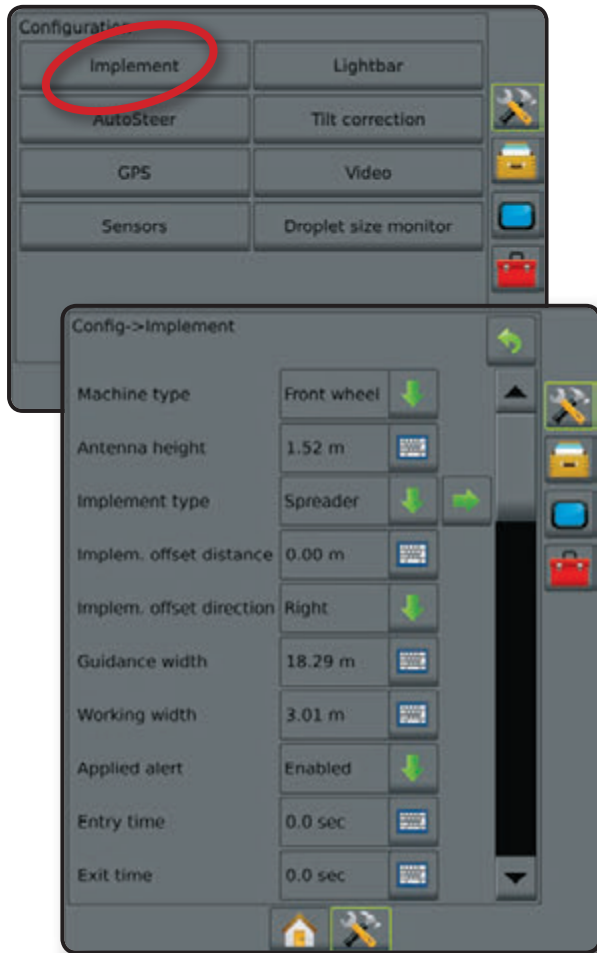 Configuration
Implement Lightbar
AutoSteer Tilt correction
GPS Video
Sensors Droplet size monitor
Config->Implement
Machine type Front wheel
Antenna height 1.52 m
Implement type Spreader
Implem. offset distance 0.00 m
Implem. offset direction Right
Guidance width 18.29 m
Working width 3.01 m
Applied alert Enabled
Entry time 0.0 sec
Exit time 0.0 sec